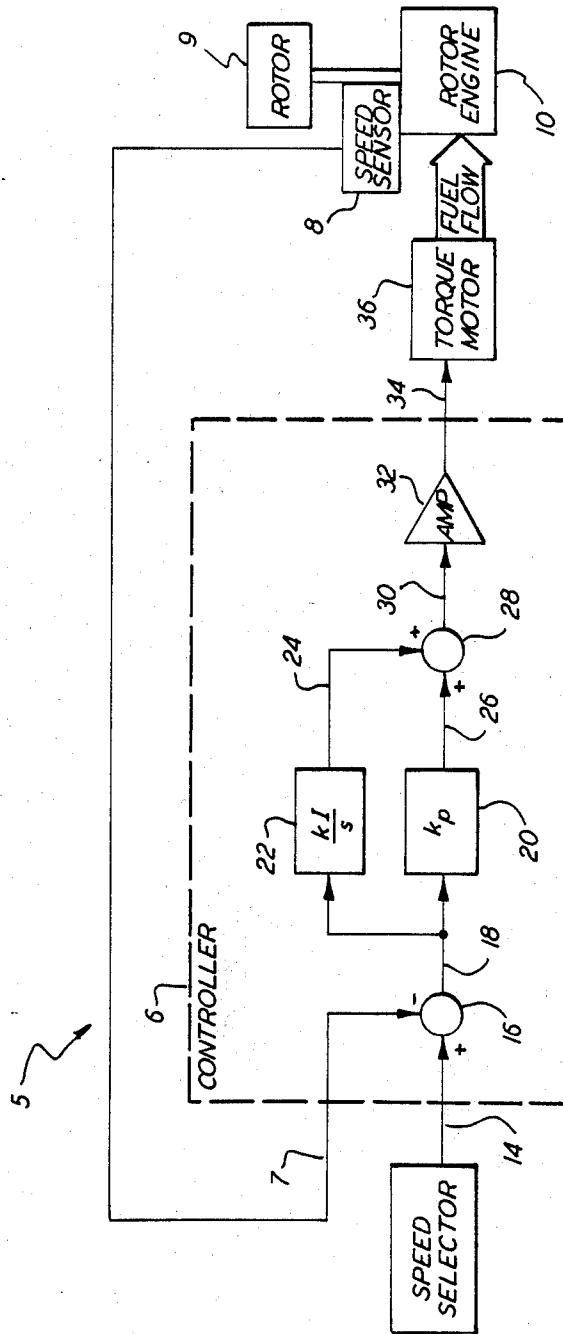 5
6
CONTROLLER
7
SPEED
SELECTOR
14
+
-
16
18
22
kI
s
kp
20
24
26
+
+
28
30
32
AMP
34
36
TORQUE
MOTOR
FUEL
FLOW
8
SPEED
SENSOR
9
ROTOR
ROTOR
ENGINE
10